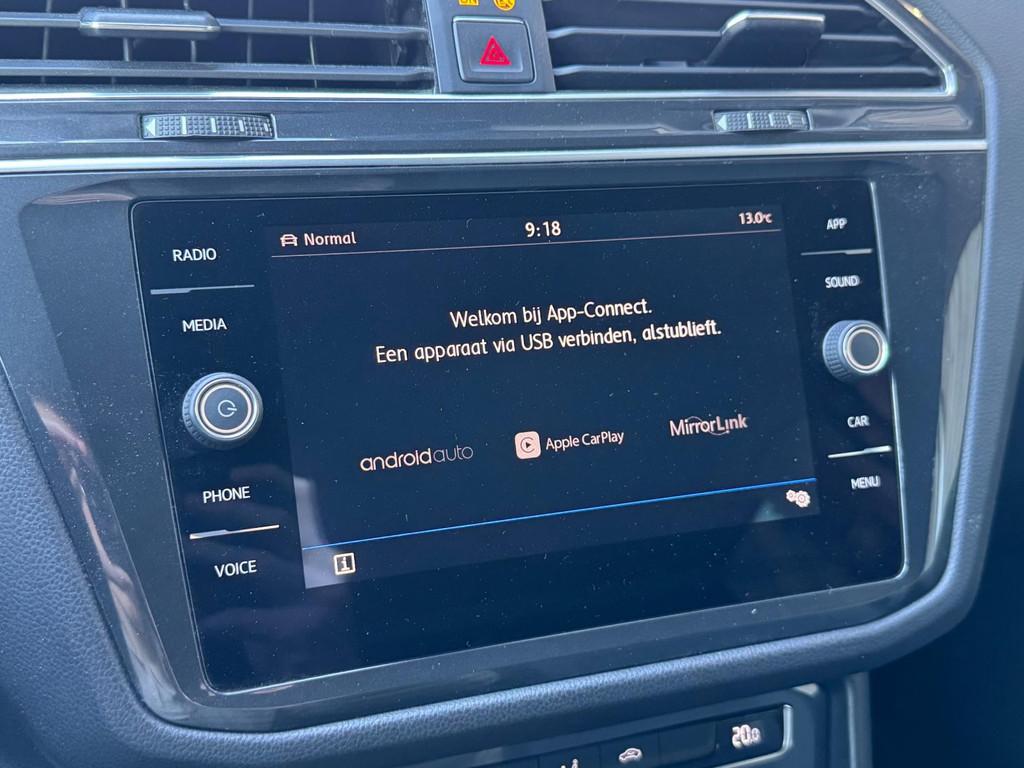 RADIO
MEDIA
PHONE
VOICE
Normal
9:18
13.0°C
Welkom bij App-Connect.
Een apparaat via USB verbinden, alstublieft.
androidauto
Apple CarPlay
MirrorLink
i
APP
SOUND
CAR
MENU
20.0